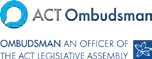 ACT Ombudsman
OMBUDSMAN AN OFFICER OF
THE ACT LEGISLATIVE ASSEMBLY